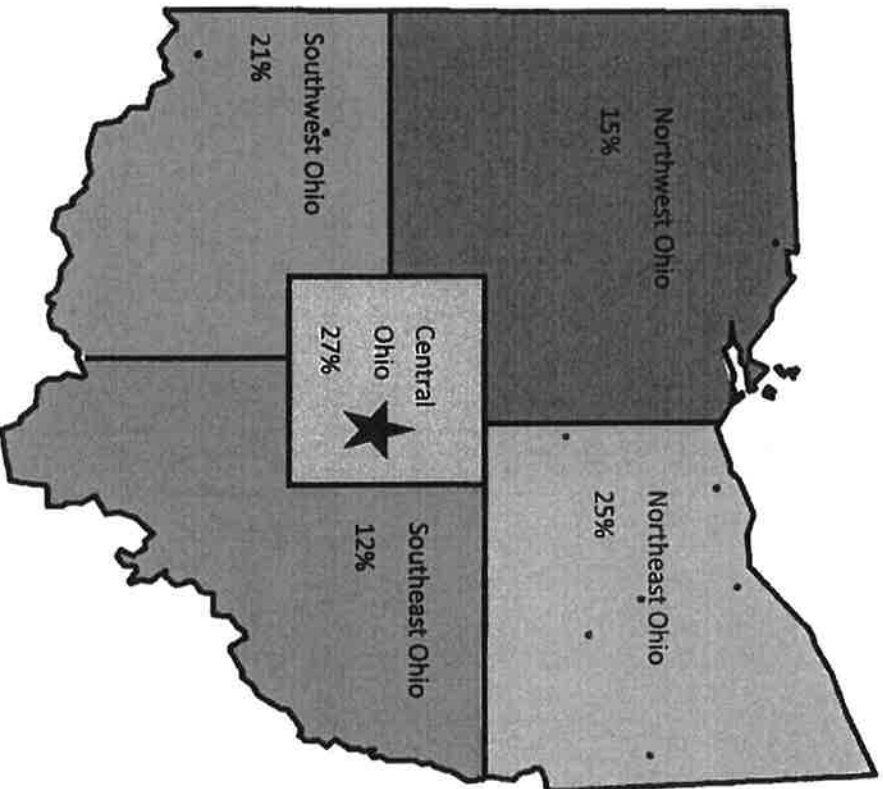 Northwest Ohio
15%
Northeast Ohio
25%
Central
Ohio
27%
Southwest Ohio
21%
Southeast Ohio
12%